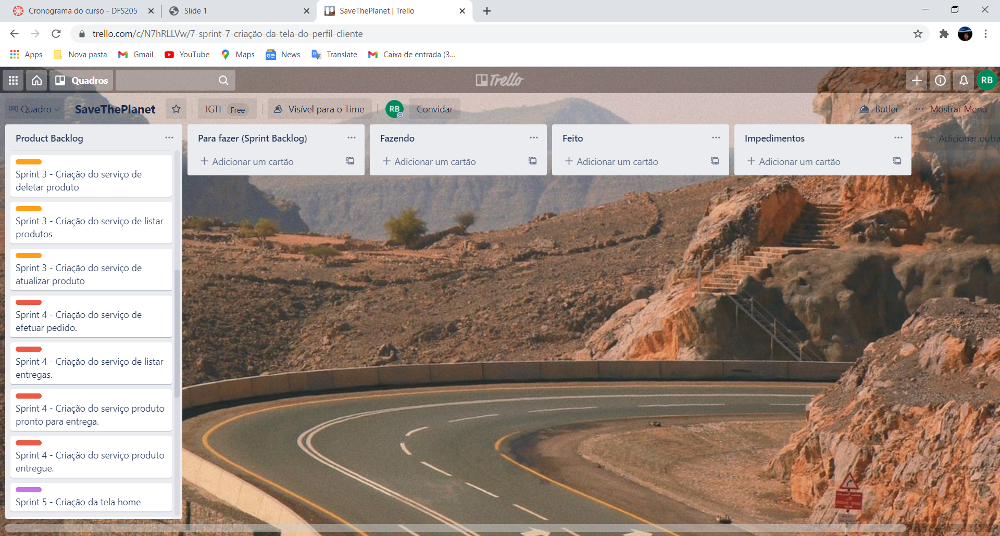 Cronograma do curso - DFS205
Slide 1
SaveThePlanet | Trello
trello.com/c/N7hRLLVw/7-sprint-7-criação-da-tela-do-perfil-cliente
Apps
Nova pasta
Gmail
YouTube
Maps
News
Translate
Caixa de entrada (3...
Quadros
Trello
RB
Quadro
SaveThePlanet
IGTI Free
Visível para o Time
RB
Convidar
Butler
Mostrar Menu
Product Backlog
Sprint 3 - Criação do serviço de
deletar produto
Sprint 3 - Criação do serviço de listar
produtos
Sprint 3 - Criação do serviço de
atualizar produto
Sprint 4 - Criação do serviço de
efetuar pedido.
Sprint 4 - Criação do serviço de listar
entregas.
Sprint 4 - Criação do serviço produto
pronto para entrega.
Sprint 4 - Criação do serviço produto
entregue.
Sprint 5 - Criação da tela home
Para fazer (Sprint Backlog)
+ Adicionar um cartão
Fazendo
+ Adicionar um cartão
Feito
+ Adicionar um cartão
Impedimentos
+ Adicionar um cartão
+ Adicionar outra